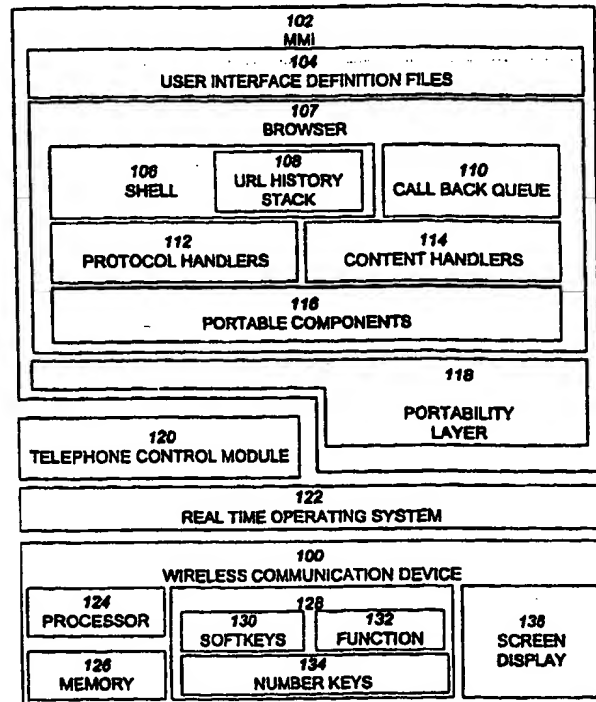 102
MMI
104
USER INTERFACE DEFINITION FILES
107
BROWSER
106
SHELL
108
URL HISTORY
STACK
110
CALL BACK QUEUE
112
PROTOCOL HANDLERS
114
CONTENT HANDLERS
116
PORTABLE COMPONENTS
118
PORTABILITY
LAYER
120
TELEPHONE CONTROL MODULE
122
REAL TIME OPERATING SYSTEM
100
WIRELESS COMMUNICATION DEVICE
124
PROCESSOR
126
MEMORY
128
130
SOFTKEYS
132
FUNCTION
134
NUMBER KEYS
136
SCREEN
DISPLAY